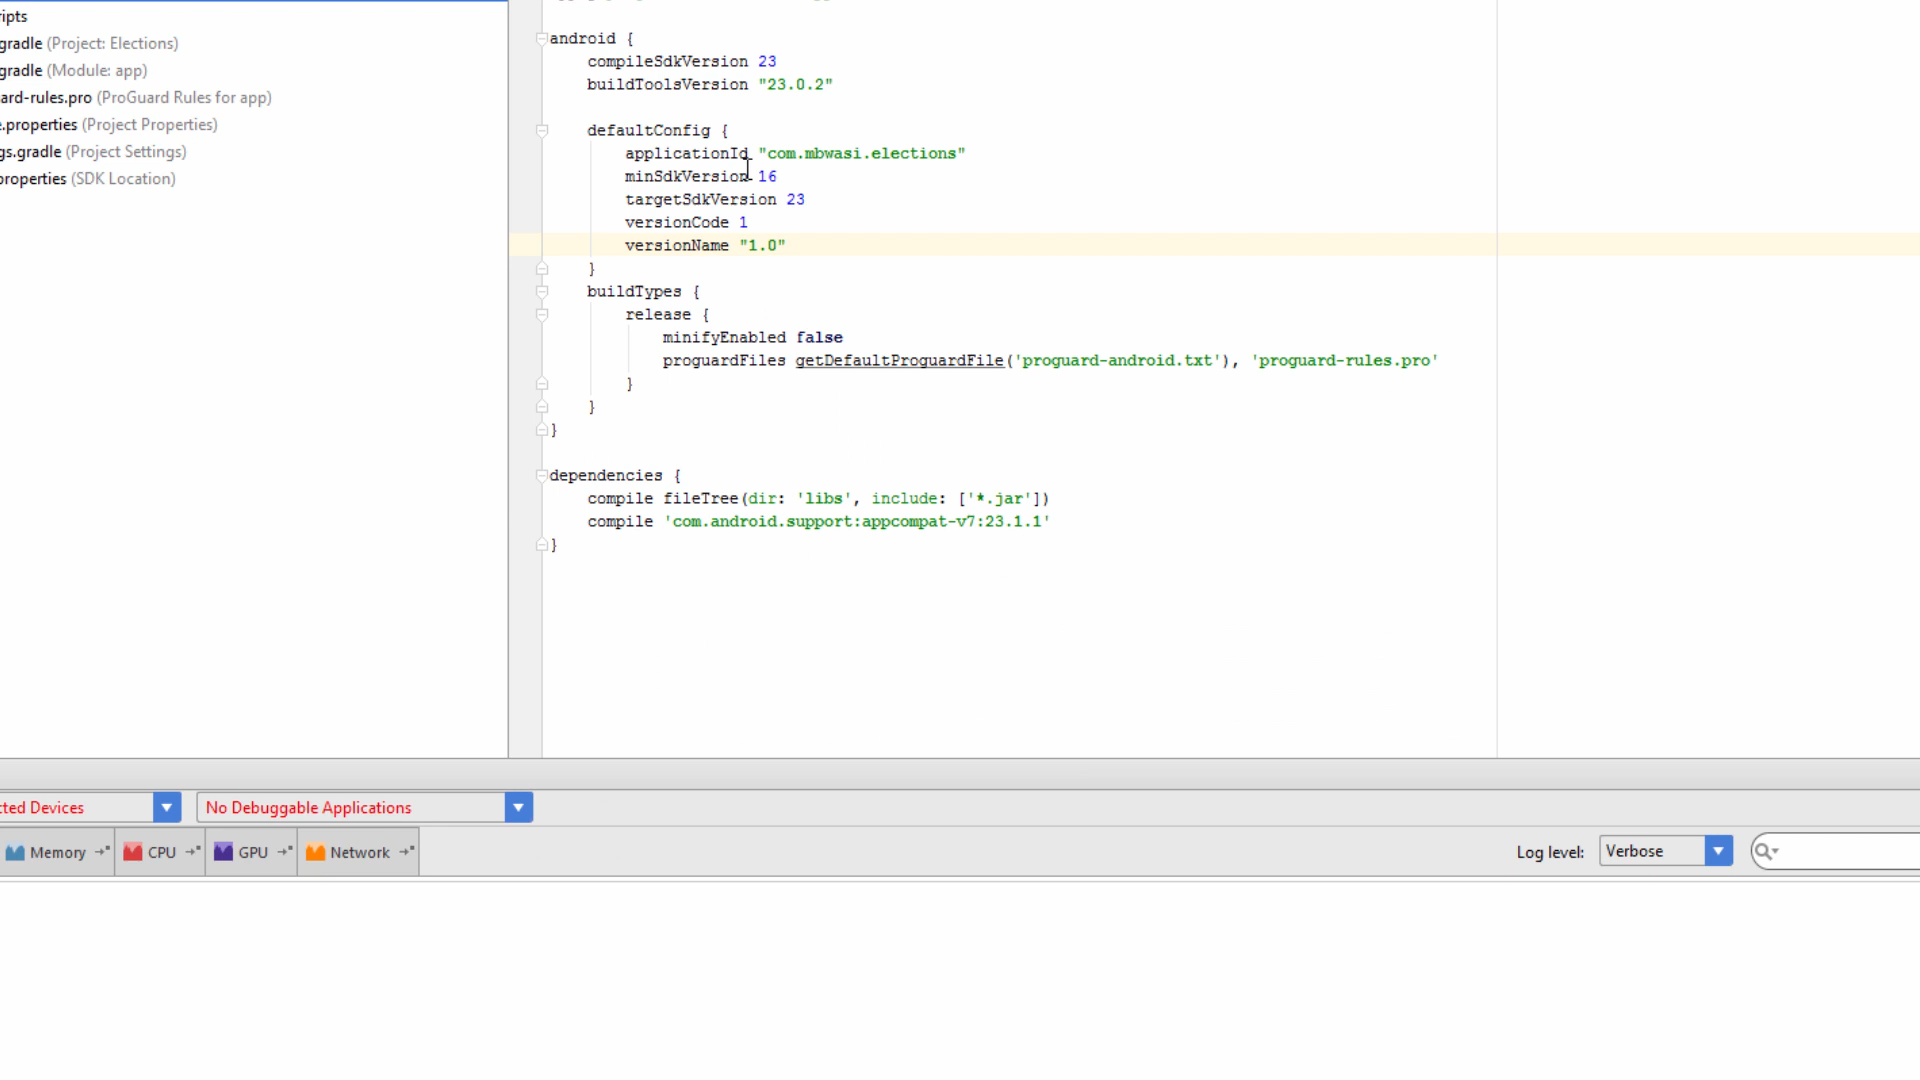 ripts
gradle (Project: Elections)
gradle (Module: app)
ard-rules.pro (ProGuard Rules for app)
e.properties (Project Properties)
gs.gradle (Project Settings)
properties (SDK Location)
android {
compileSdkVersion 23
buildToolsVersion "23.0.2"
defaultConfig {
applicationId "com.mbwasi.elections"
minSdkVersion 16
targetSdkVersion 23
versionCode 1
versionName "1.0"
}
buildTypes {
release {
minifyEnabled false
proguardFiles getDefaultProguardFile('proguard-android.txt'), 'proguard-rules.pro'
}
}
}
dependencies {
compile fileTree(dir: 'libs', include: ['*.jar'])
compile 'com.android.support:appcompat-v7:23.1.1'
}
cted Devices
No Debuggable Applications
Memory
CPU
GPU
Network
Log level:
Verbose